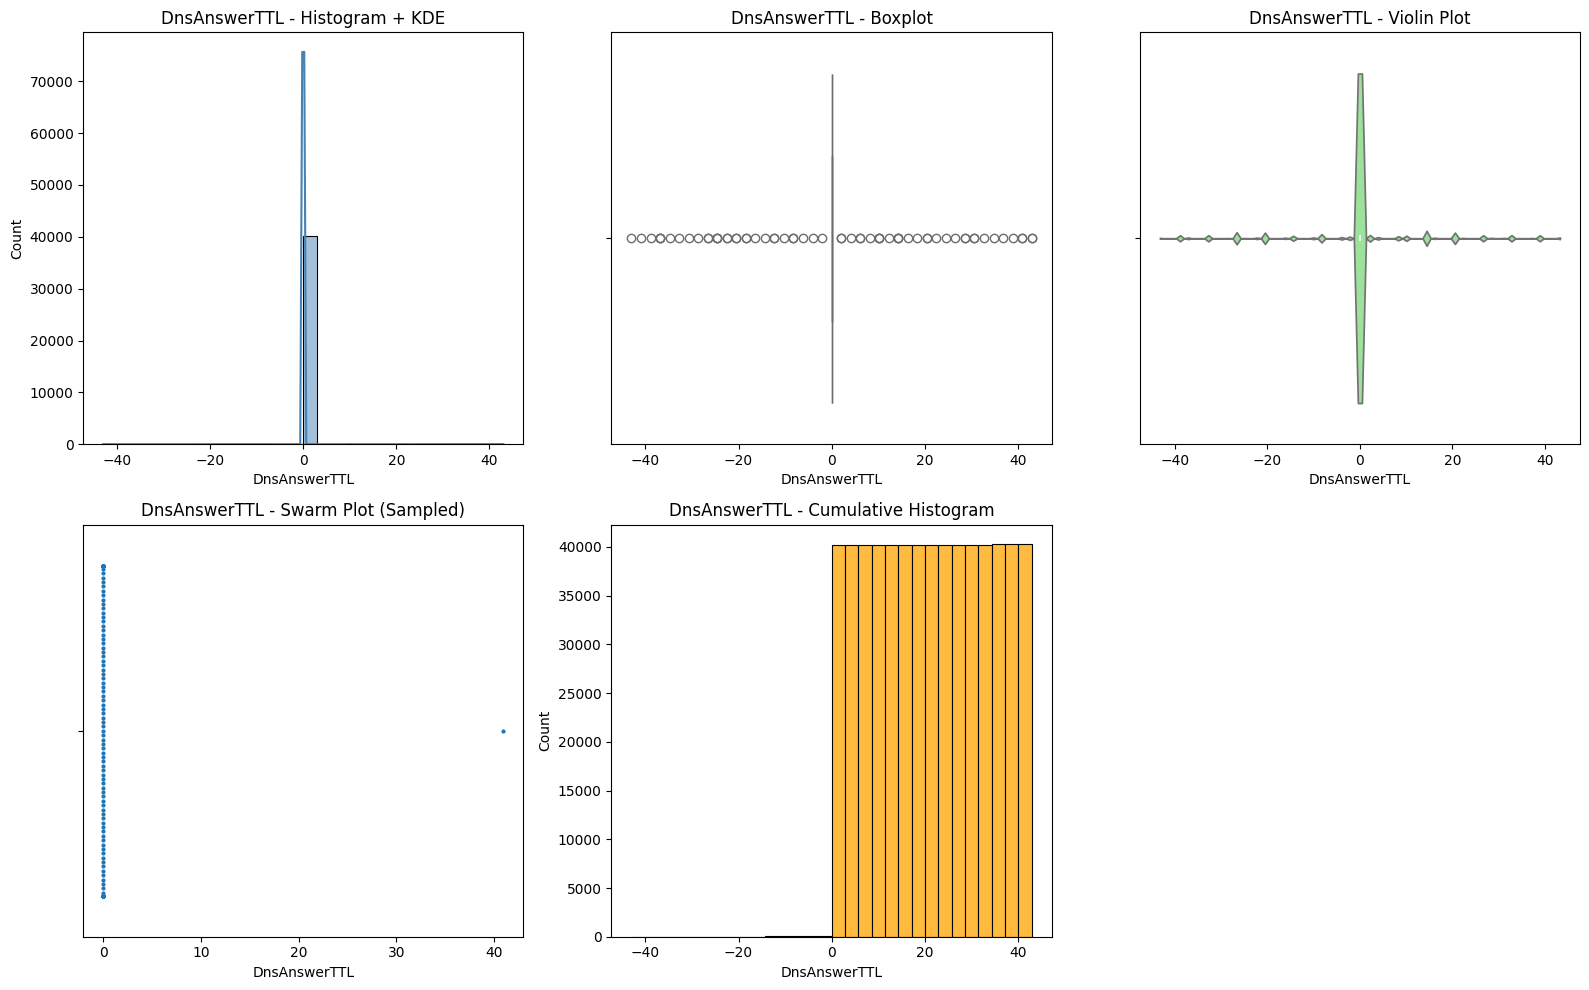 DnsAnswerTTL - Histogram + KDE
70000
60000
50000
40000
30000
20000
10000
0
Count
−40 −20 0 20 40
DnsAnswerTTL
DnsAnswerTTL - Boxplot
−40 −20 0 20 40
DnsAnswerTTL
DnsAnswerTTL - Violin Plot
−40 −20 0 20 40
DnsAnswerTTL
DnsAnswerTTL - Swarm Plot (Sampled)
0 10 20 30 40
DnsAnswerTTL
DnsAnswerTTL - Cumulative Histogram
40000
35000
30000
25000
20000
15000
10000
5000
0
Count
−40 −20 0 20 40
DnsAnswerTTL